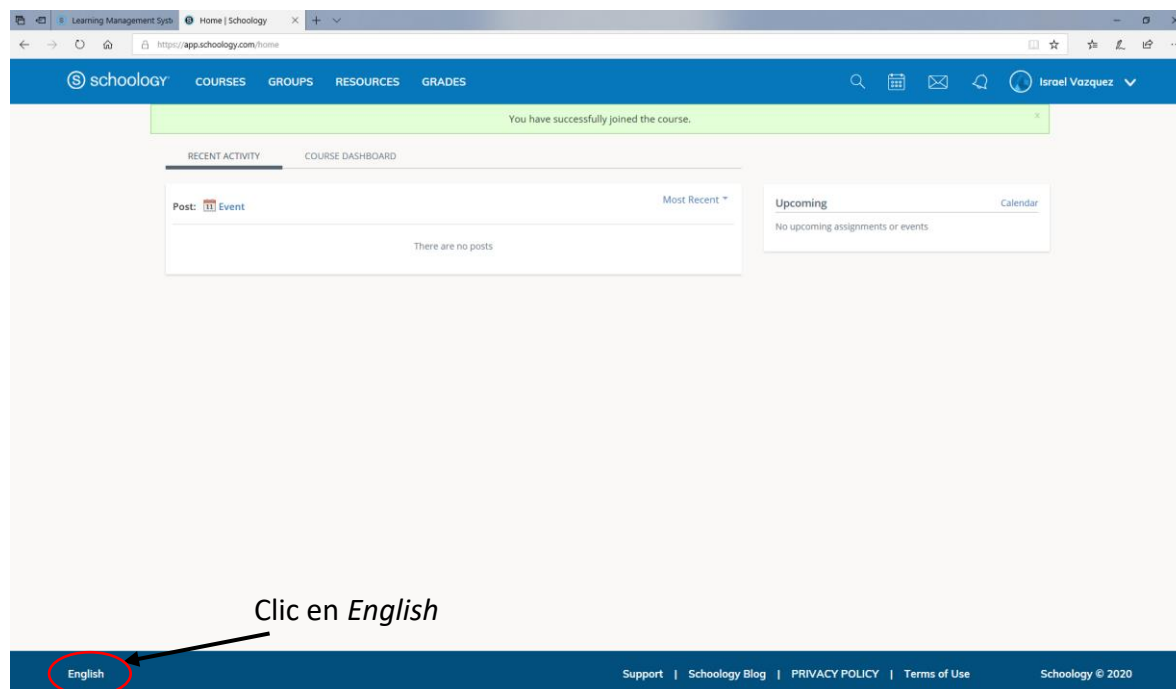 Learning Management Syst
Home | Schoology
https://app.schoology.com/home
schoology COURSES GROUPS RESOURCES GRADES Israel Vazquez
You have successfully joined the course.
RECENT ACTIVITY COURSE DASHBOARD
Post: 11 Event Most Recent
There are no posts
Upcoming Calendar
No upcoming assignments or events
Clic en English
English Support | Schoology Blog | PRIVACY POLICY | Terms of Use Schoology © 2020